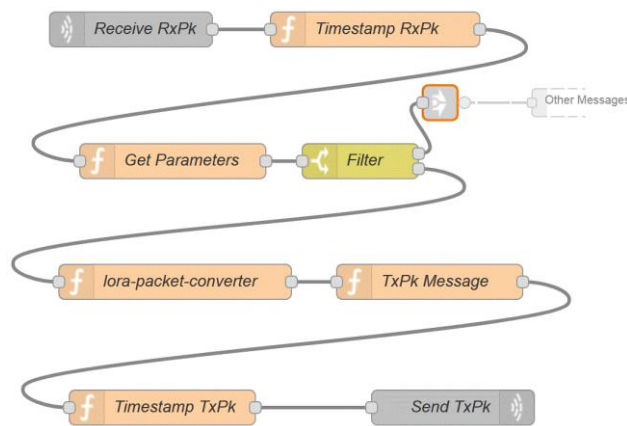 Receive RxPk
Timestamp RxPk
Other Messages
Get Parameters
Filter
lora-packet-converter
TxPk Message
Timestamp TxPk
Send TxPk